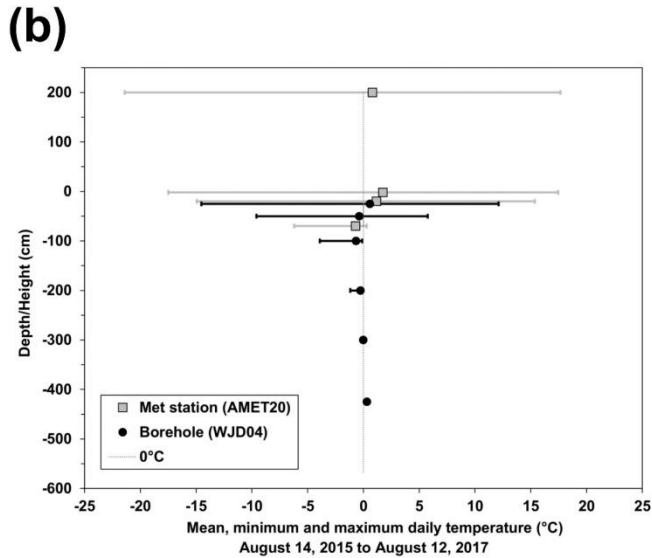 (b)
200
100
0
-100
-200
-300
-400
-500
-600
Depth/Height (cm)
Met station (AMET20)
Borehole (WJD04)
0°C
-25 -20 -15 -10 -5 0 5 10 15 20 25
Mean, minimum and maximum daily temperature (°C)
August 14, 2015 to August 12, 2017